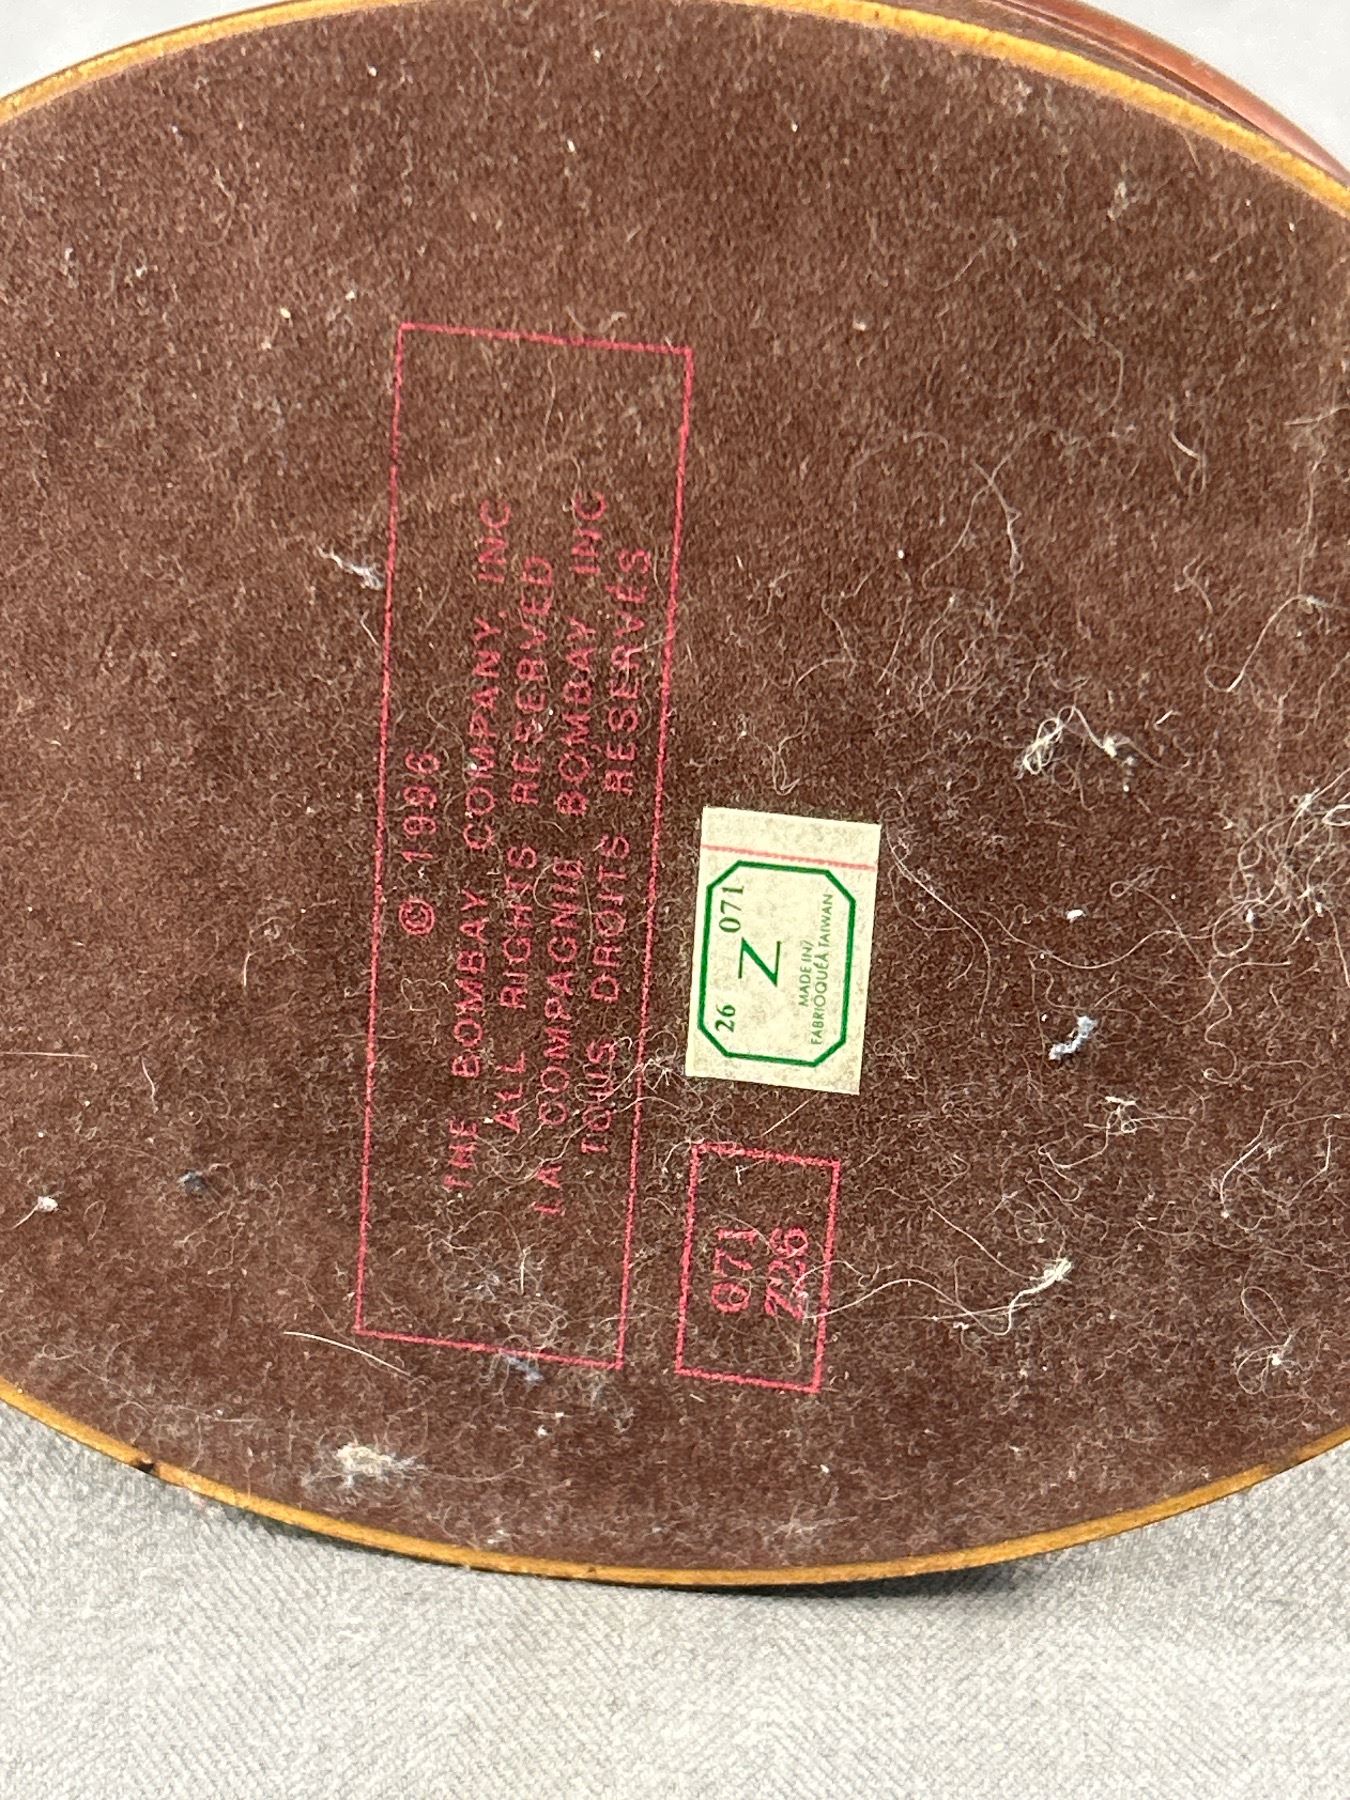 © 1996
THE BOMBAY COMPANY, INC
ALL RIGHTS RESERVED
LA COMPAGNIE BOMBAY INC
TOUS DROITS RÉSERVÉS
26 Z 071
MADE IN/
FABRIQUÉÀ TAIWAN
071
Z26